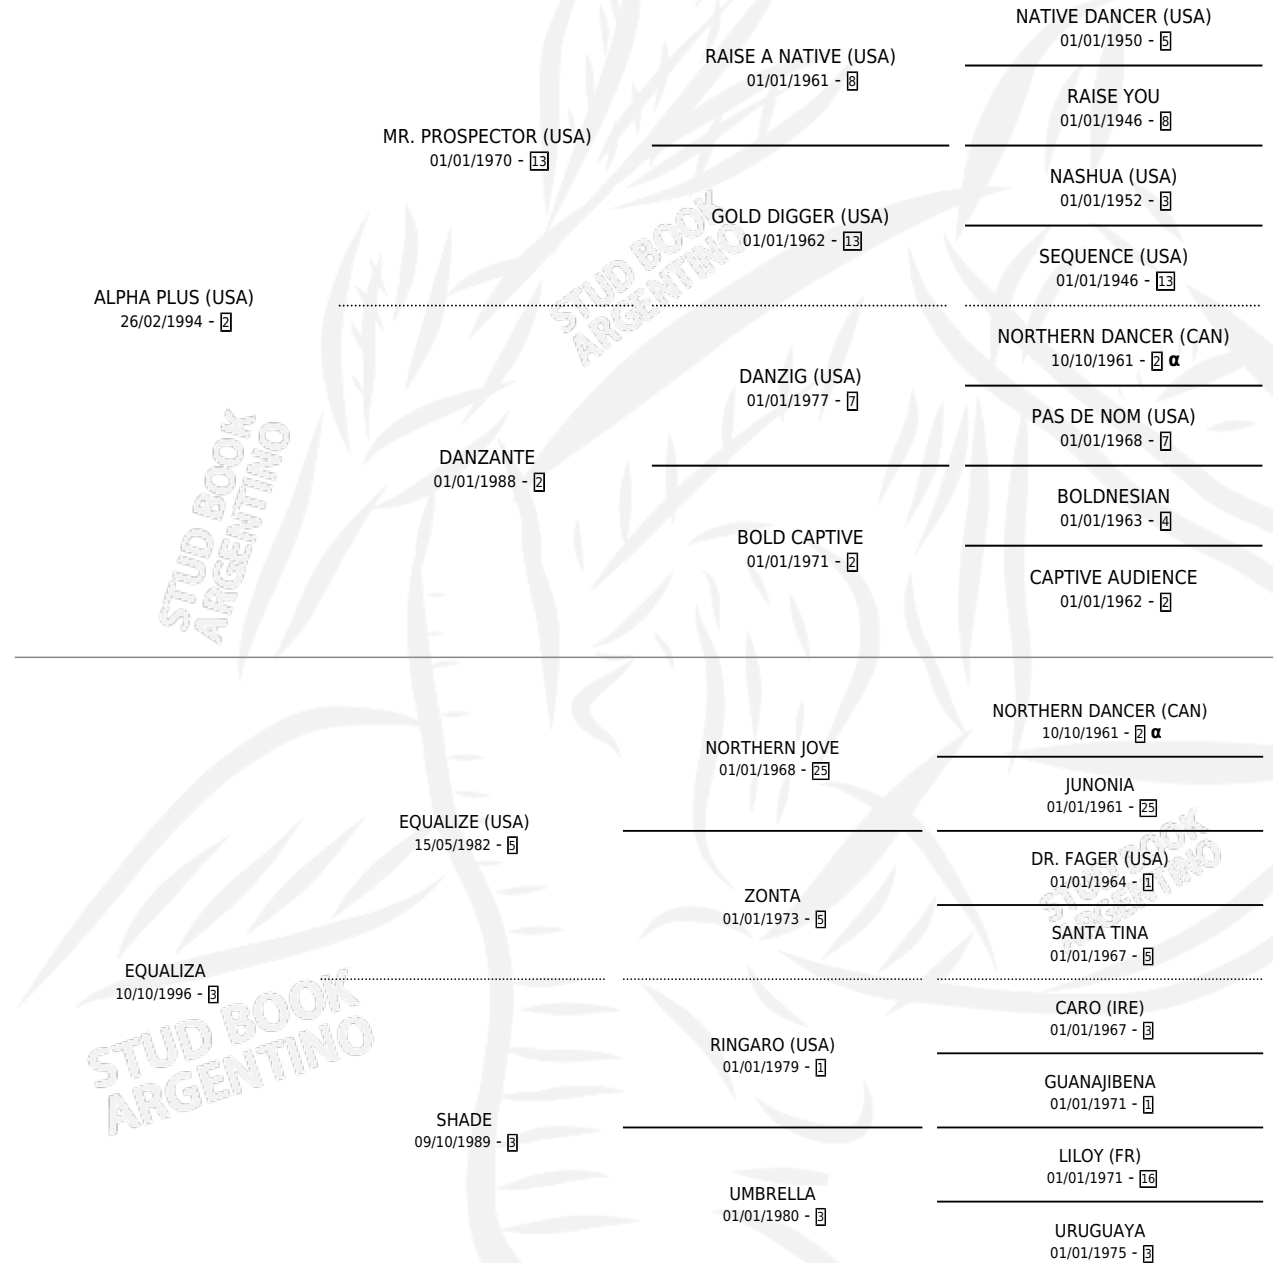 NATIVE DANCER (USA)
01/01/1950 - 5
RAISE A NATIVE (USA)
01/01/1961 - 8
RAISE YOU
01/01/1946 - 8
MR. PROSPECTOR (USA)
01/01/1970 - 13
NASHUA (USA)
01/01/1952 - 3
GOLD DIGGER (USA)
01/01/1962 - 13
SEQUENCE (USA)
01/01/1946 - 13
ALPHA PLUS (USA)
26/02/1994 - 2
NORTHERN DANCER (CAN)
10/10/1961 - 2 α
DANZIG (USA)
01/01/1977 - 7
PAS DE NOM (USA)
01/01/1968 - 7
DANZANTE
01/01/1988 - 2
BOLDNESIAN
01/01/1963 - 4
BOLD CAPTIVE
01/01/1971 - 2
CAPTIVE AUDIENCE
01/01/1962 - 2
NORTHERN DANCER (CAN)
10/10/1961 - 2 α
NORTHERN JOVE
01/01/1968 - 25
JUNONIA
01/01/1961 - 25
EQUALIZE (USA)
15/05/1982 - 5
DR. FAGER (USA)
01/01/1964 - 1
ZONTA
01/01/1973 - 5
SANTA TINA
01/01/1967 - 5
EQUALIZA
10/10/1996 - 3
CARO (IRE)
01/01/1967 - 3
RINGARO (USA)
01/01/1979 - 1
GUANAJIBENA
01/01/1971 - 1
SHADE
09/10/1989 - 3
LILOY (FR)
01/01/1971 - 16
UMBRELLA
01/01/1980 - 3
URUGUAYA
01/01/1975 - 3
STUD BOOK
ARGENTINO
STUD BOOK
ARGENTINO
STUD BOOK
ARGENTINO
STUD BOOK
ARGENTINO